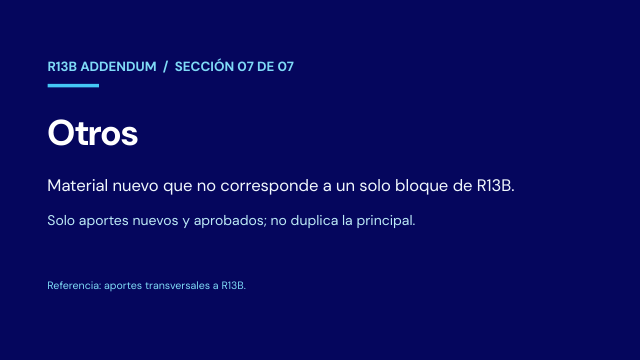 R13B ADDENDUM / SECCIÓN 07 DE 07
Otros
Material nuevo que no corresponde a un solo bloque de R13B.
Solo aportes nuevos y aprobados; no duplica la principal.
Referencia: aportes transversales a R13B.